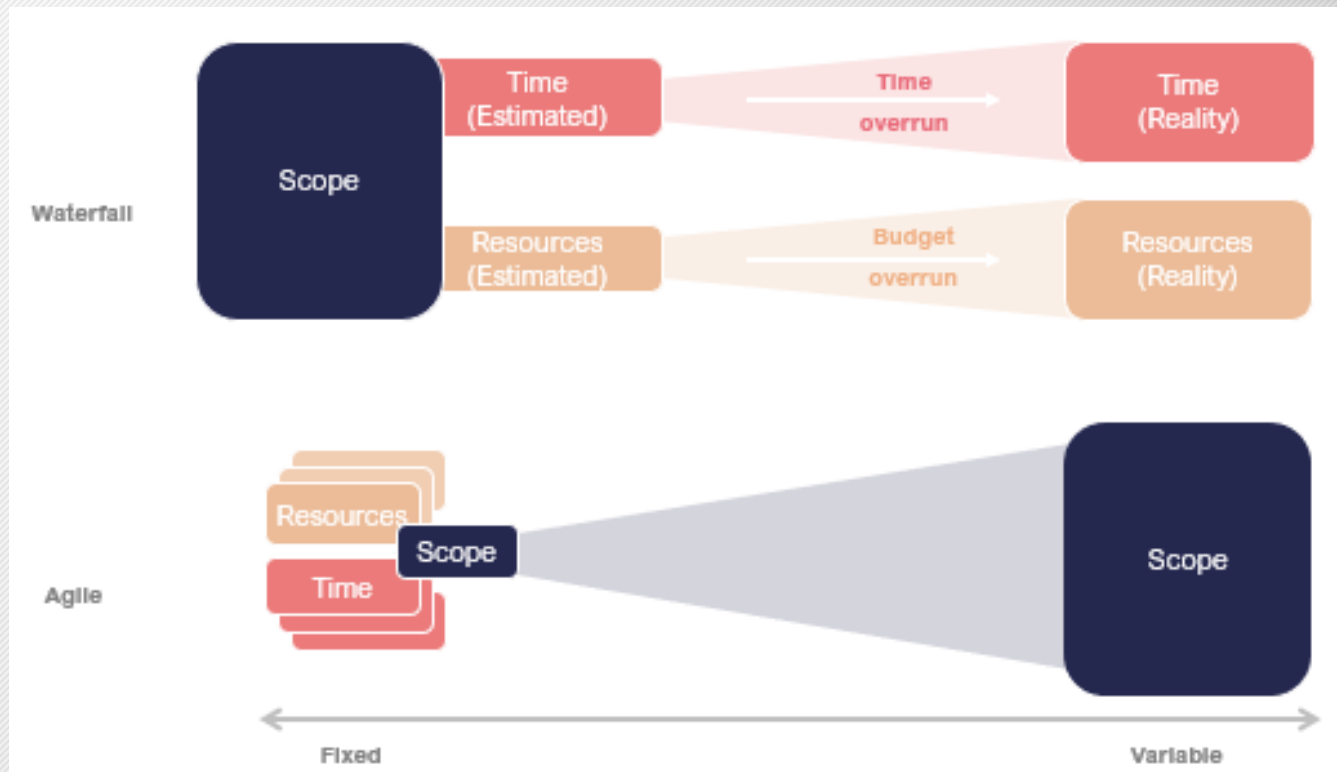 Time
(Estimated)
Time
overrun
Time
(Reality)
Scope
Waterfall
Resources
(Estimated)
Budget
overrun
Resources
(Reality)
Resources
Scope
Time
Agile
Scope
Fixed
Variable